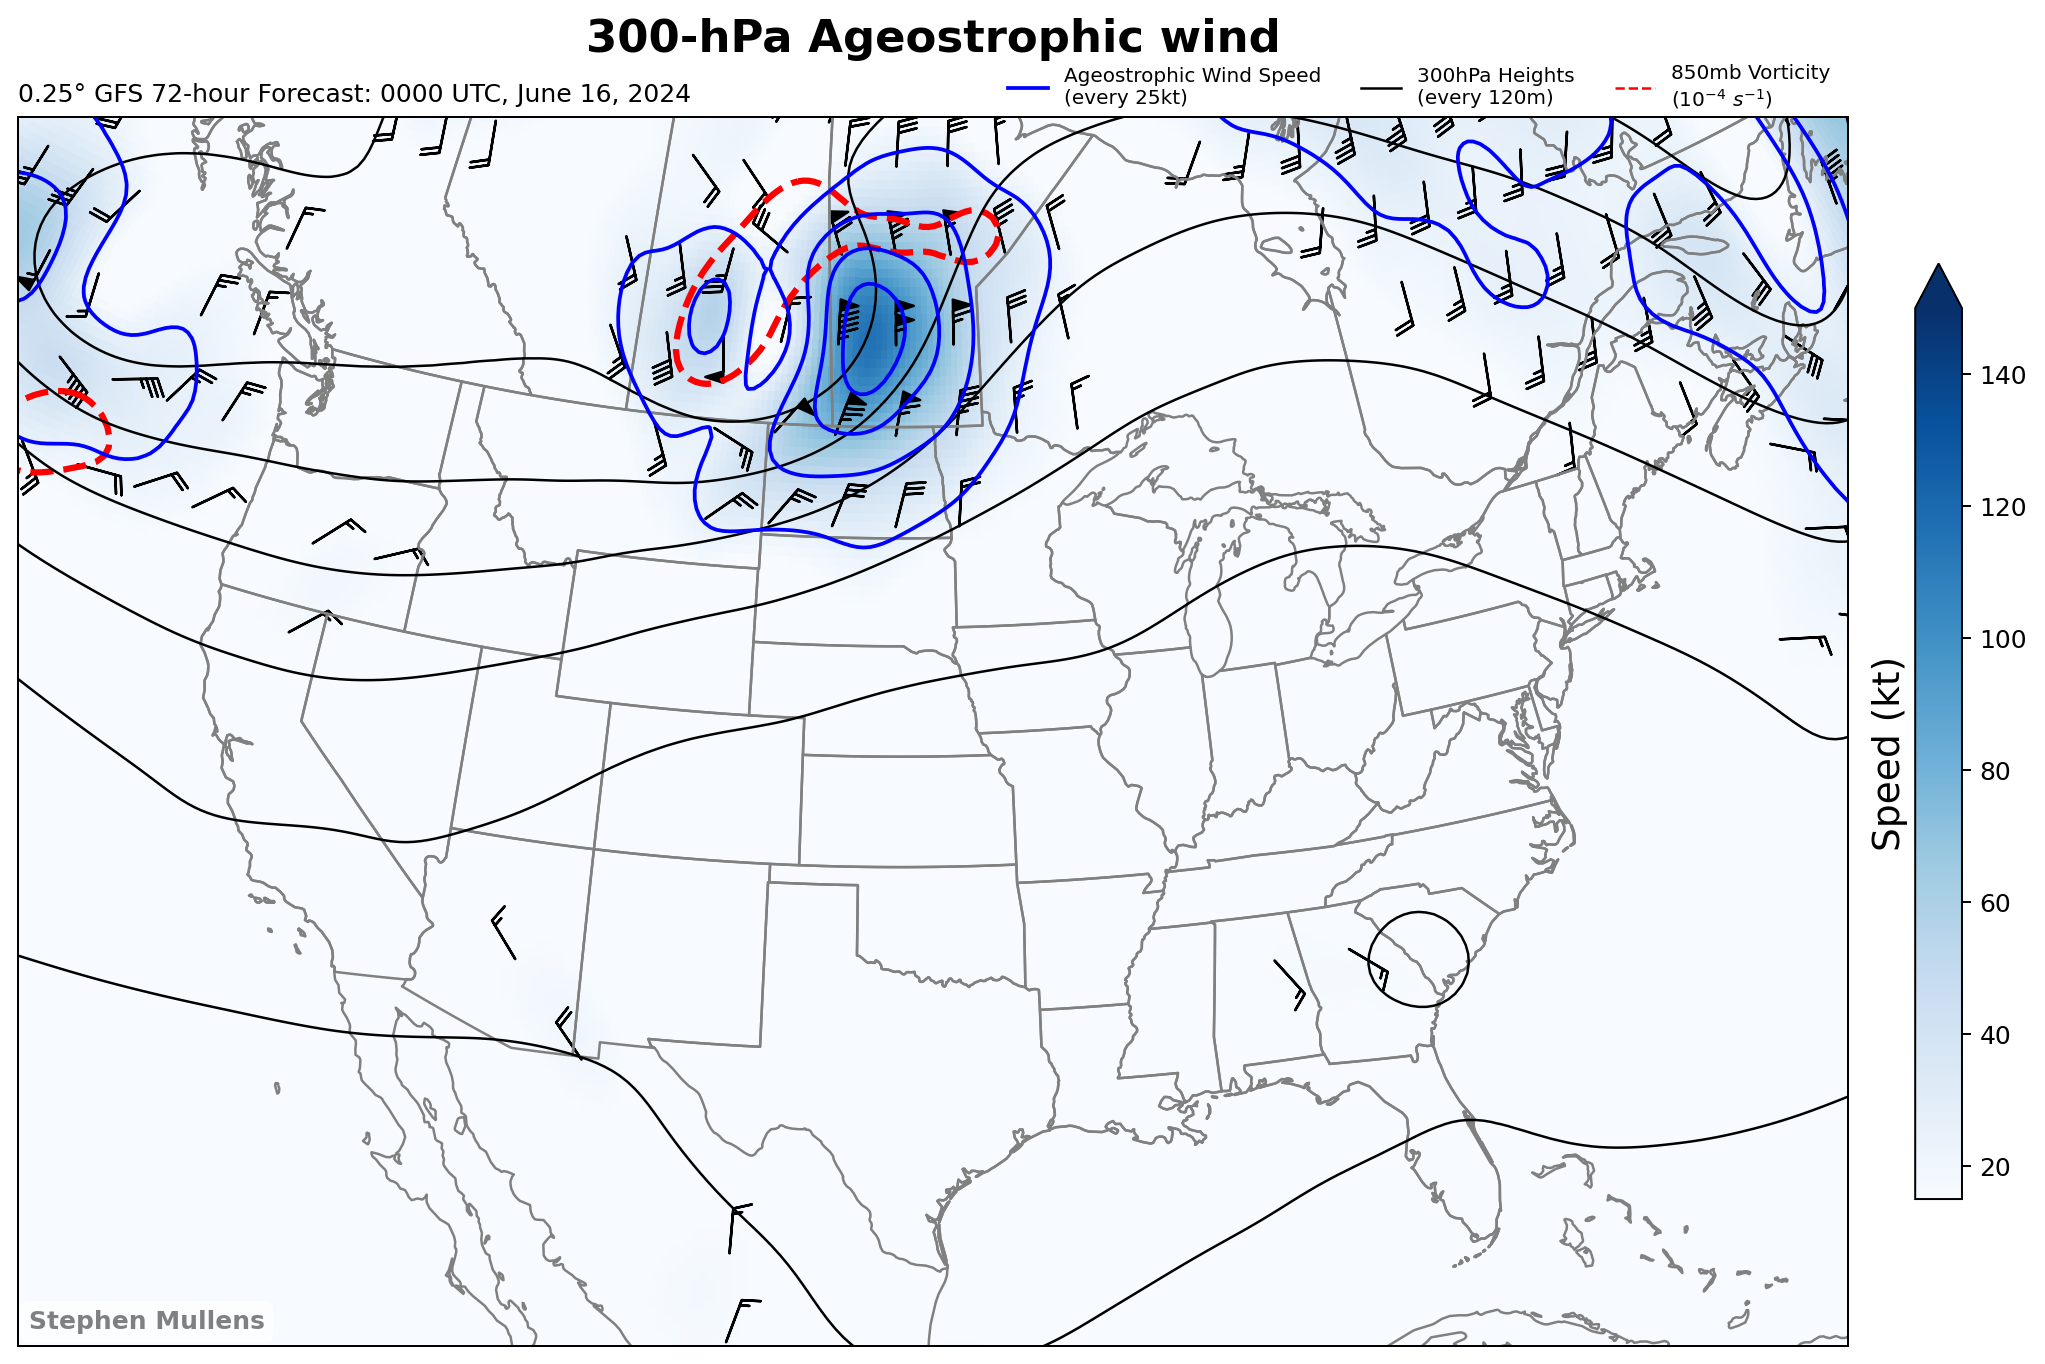 300-hPa Ageostrophic wind
0.25° GFS 72-hour Forecast: 0000 UTC, June 16, 2024
Ageostrophic Wind Speed
(every 25kt)
300hPa Heights
(every 120m)
850mb Vorticity
(10⁻⁴ s⁻¹)
140
120
100
80
60
40
20
Speed (kt)
Stephen Mullens